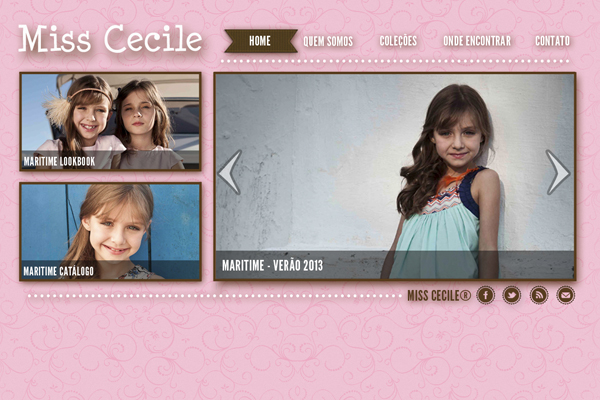 Miss Cecile
HOME
QUEM SOMOS
COLEÇÕES
ONDE ENCONTRAR
CONTATO
MARITIME LOOKBOOK
MARITIME CATÁLOGO
MARITIME - VERÃO 2013
MISS CECILE®